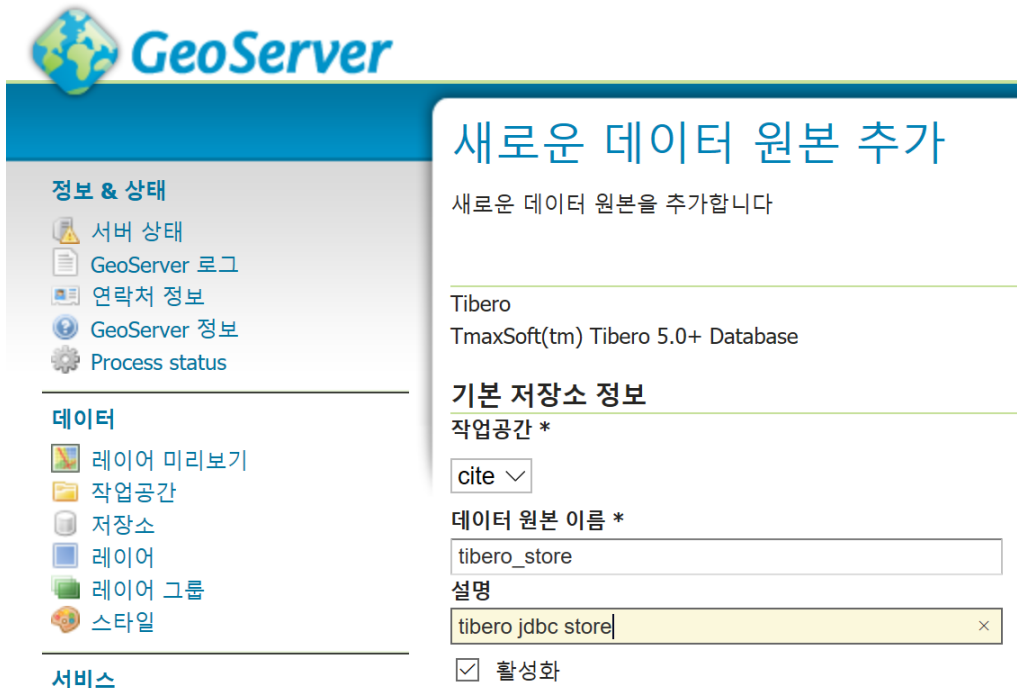 GeoServer
정보 & 상태
서버 상태
GeoServer 로그
연락처 정보
GeoServer 정보
Process status
데이터
레이어 미리보기
작업공간
저장소
레이어
레이어 그룹
스타일
서비스
새로운 데이터 원본 추가
새로운 데이터 원본을 추가합니다
Tibero
TmaxSoft(tm) Tibero 5.0+ Database
기본 저장소 정보
작업공간 *
cite
데이터 원본 이름 *
tibero_store
설명
tibero jdbc store
활성화